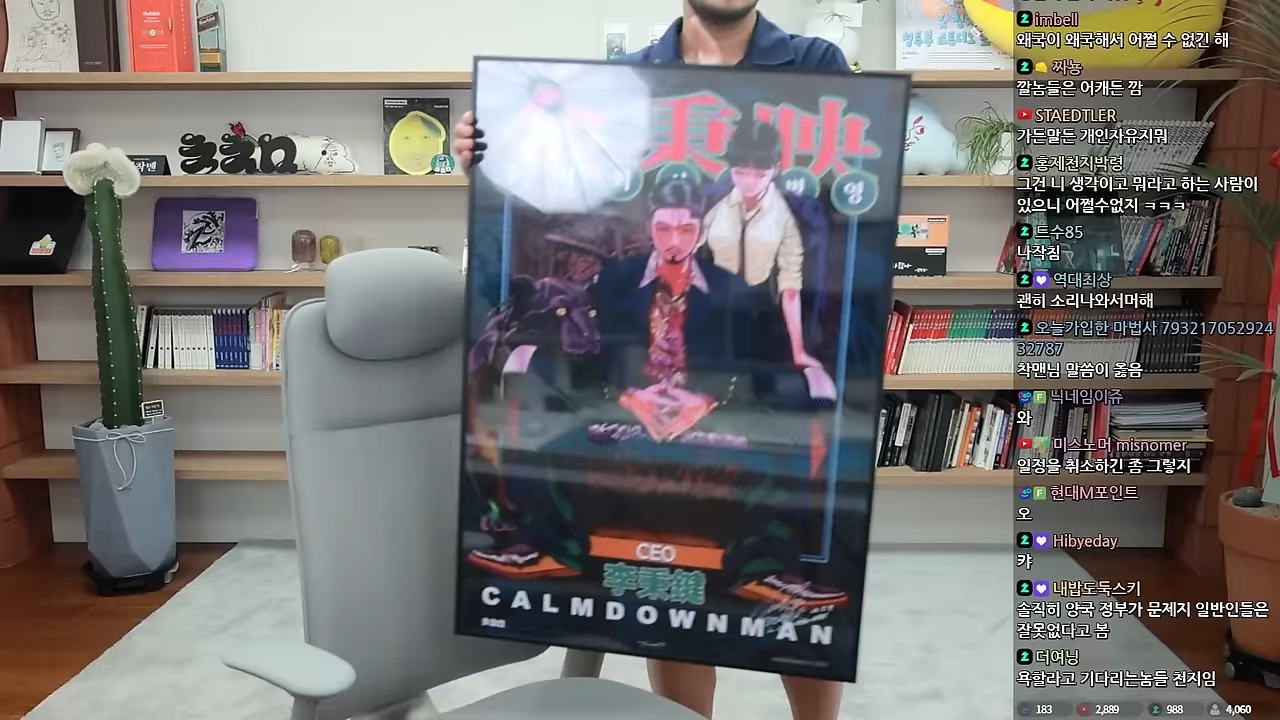 秉映
병
영
CEO
李秉鍵
CALMDOWNMAN
imbell
왜국이 왜국해서 어쩔 수 없긴 해
짜농
깔놈들은 어캐든 깜
STAEDTLER
가든말든 개인자유지뭐
홍제천지박령
그건 니 생각이고 뭐라고 하는 사람이
있으니 어쩔수없지 ㅋㅋㅋ
트수85
나작침
역대최상
괜히 소리나와서머해
오늘가입한 마법사 793217052924
32787
착맨님 말씀이 옳음
닉네임이쥬
와
미스노머 misnomer
일정을 취소하긴 좀 그렇지
현대M포인트
오
Hibyeday
캬
내밥도둑스키
솔직히 양국 정부가 문제지 일반인들은
잘못없다고 봄
더여닝
욕할라고 기다리는놈들 천지임
183 2,889 988 4,060